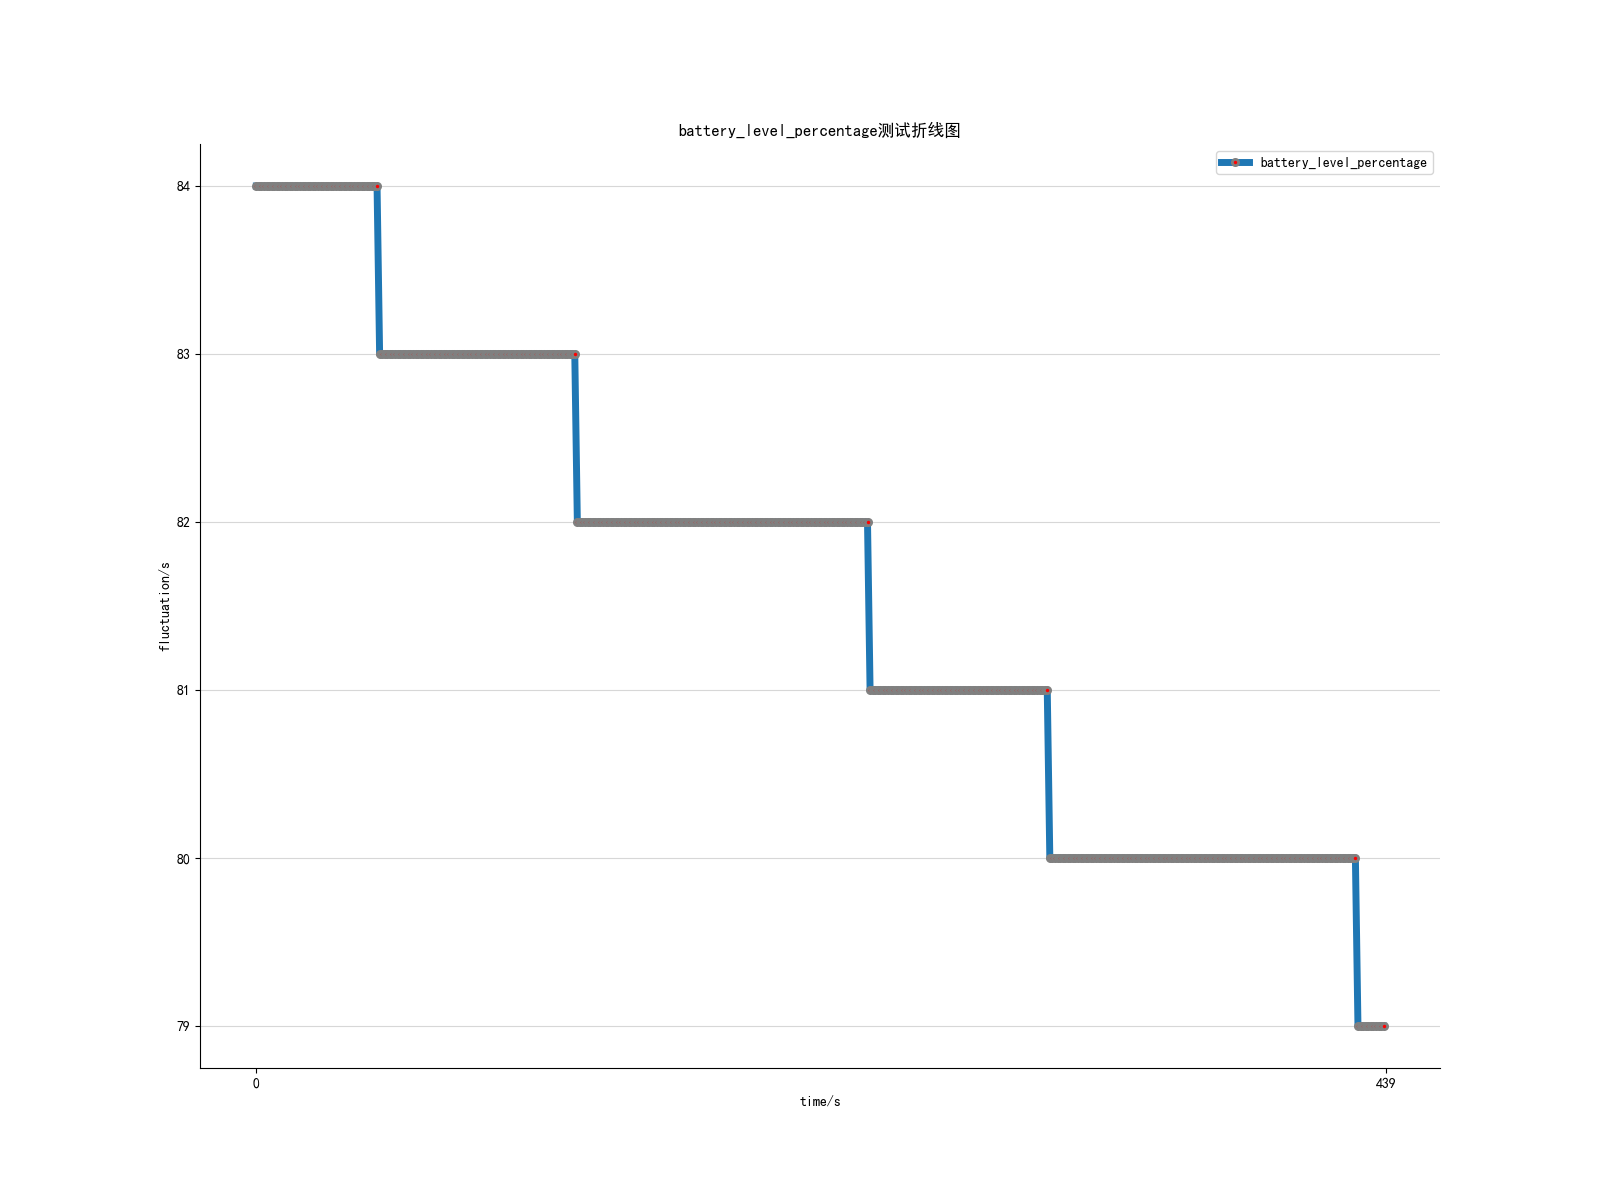 battery_level_percentage测试折线图
battery_level_percentage
84
83
82
81
80
79
fluctuation/s
0
439
time/s